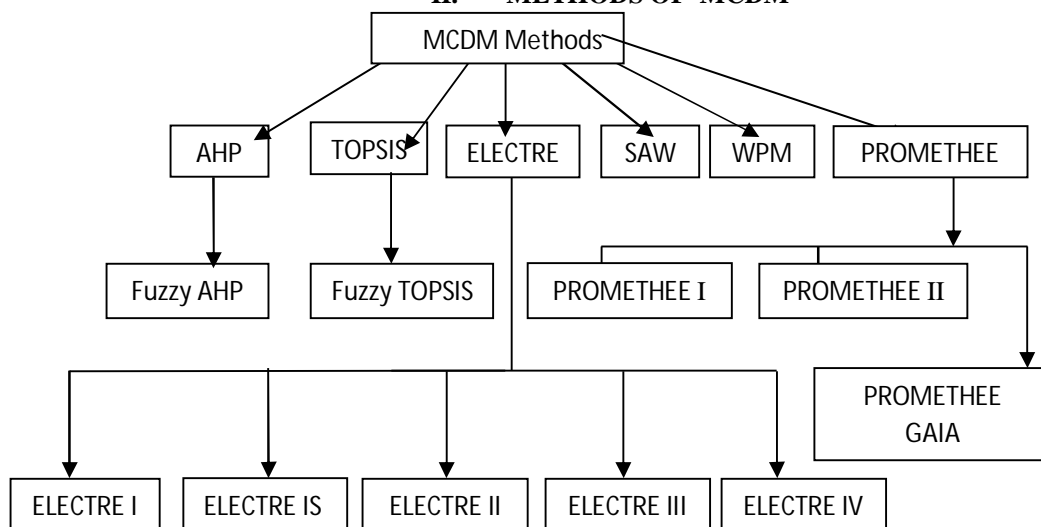 II. METHODS OF MCDM
MCDM Methods
AHP
TOPSIS
ELECTRE
SAW
WPM
PROMETHEE
Fuzzy AHP
Fuzzy TOPSIS
PROMETHEE I
PROMETHEE II
PROMETHEE
GAIA
ELECTRE I
ELECTRE IS
ELECTRE II
ELECTRE III
ELECTRE IV